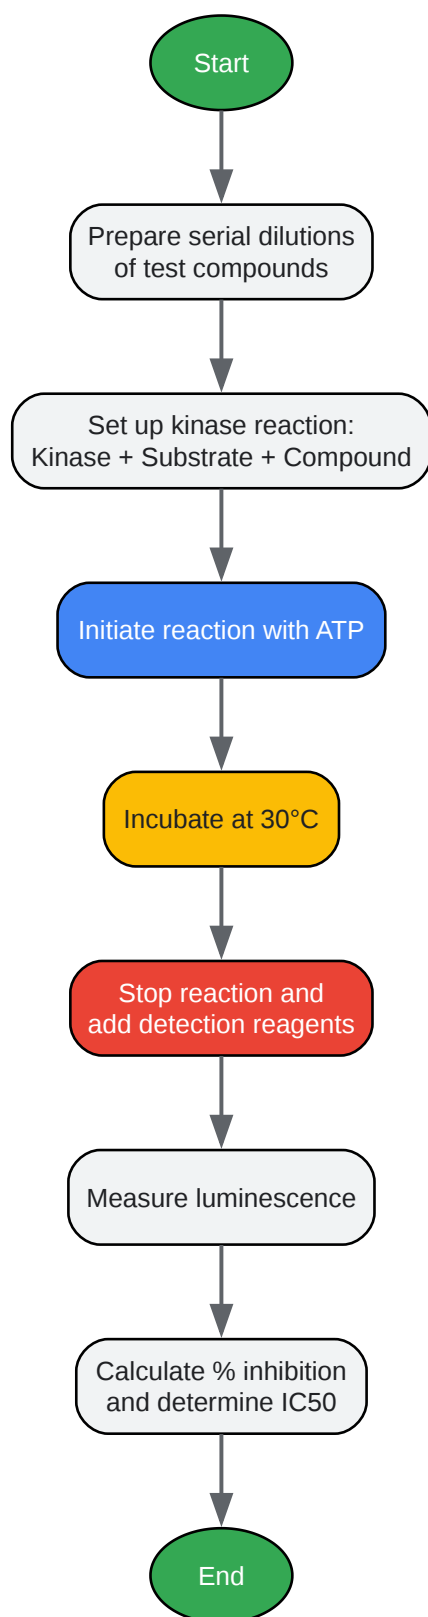 Start
Prepare serial dilutions
of test compounds
Set up kinase reaction:
Kinase + Substrate + Compound
Initiate reaction with ATP
Incubate at 30°C
Stop reaction and
add detection reagents
Measure luminescence
Calculate % inhibition
and determine IC50
End